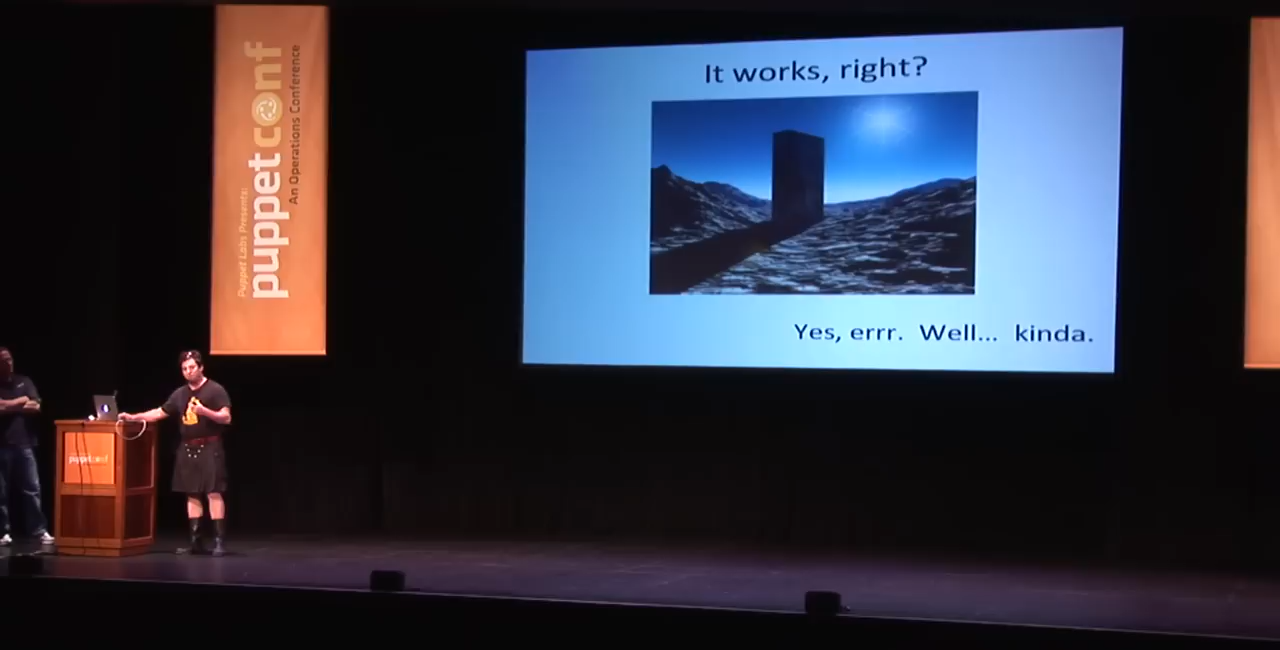 Puppet Labs Presents:
puppetconf
An Operations Conference
It works, right?
Yes, errr. Well... kinda.
puppetconf